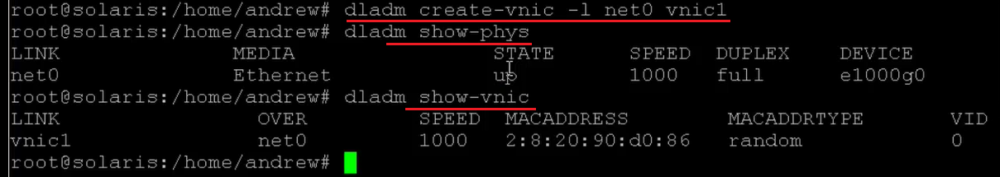 root@solaris:/home/andrew# dladm create-vnic -l net0 vnic1
root@solaris:/home/andrew# dladm show-phys
LINK MEDIA STATE SPEED DUPLEX DEVICE
net0 Ethernet up 1000 full e1000g0
root@solaris:/home/andrew# dladm show-vnic
LINK OVER SPEED MACADDRESS MACADDRTYPE VID
vnic1 net0 1000 2:8:20:90:d0:86 random 0
root@solaris:/home/andrew#